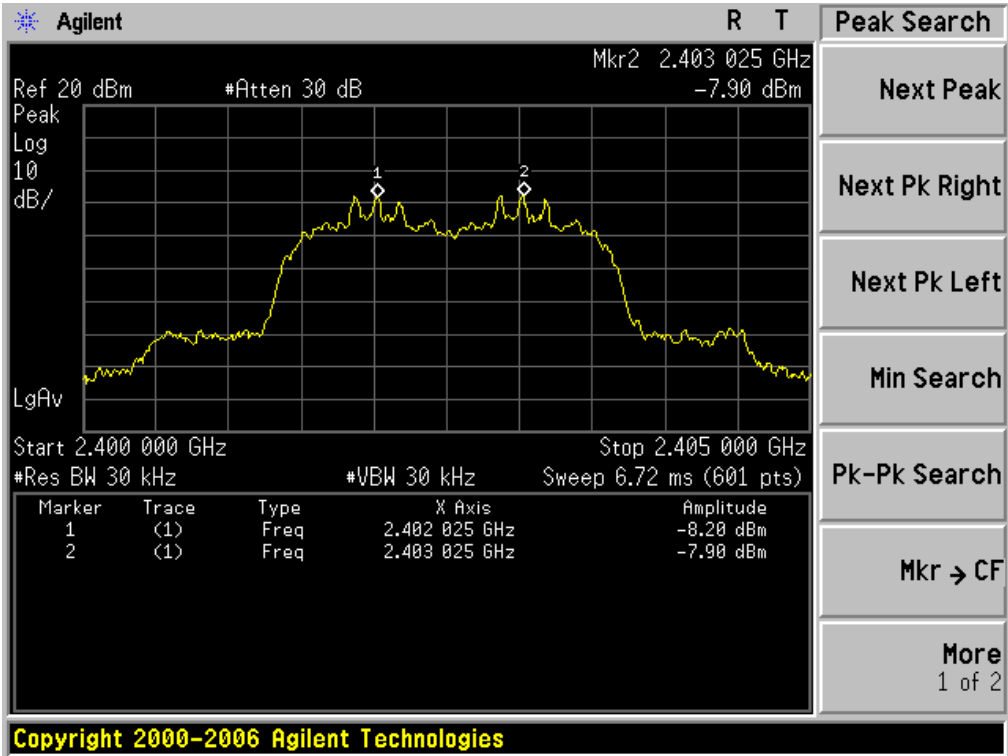 Agilent R T Peak Search
Mkr2 2.403 025 GHz
Ref 20 dBm #Atten 30 dB -7.90 dBm
Peak
Log
10
dB/
1 2
LgAv
Start 2.400 000 GHz Stop 2.405 000 GHz
#Res BW 30 kHz #VBW 30 kHz Sweep 6.72 ms (601 pts)
Marker Trace Type X Axis Amplitude
1 (1) Freq 2.402 025 GHz -8.20 dBm
2 (1) Freq 2.403 025 GHz -7.90 dBm
Next Peak
Next Pk Right
Next Pk Left
Min Search
Pk-Pk Search
Mkr → CF
More
1 of 2
Copyright 2000-2006 Agilent Technologies